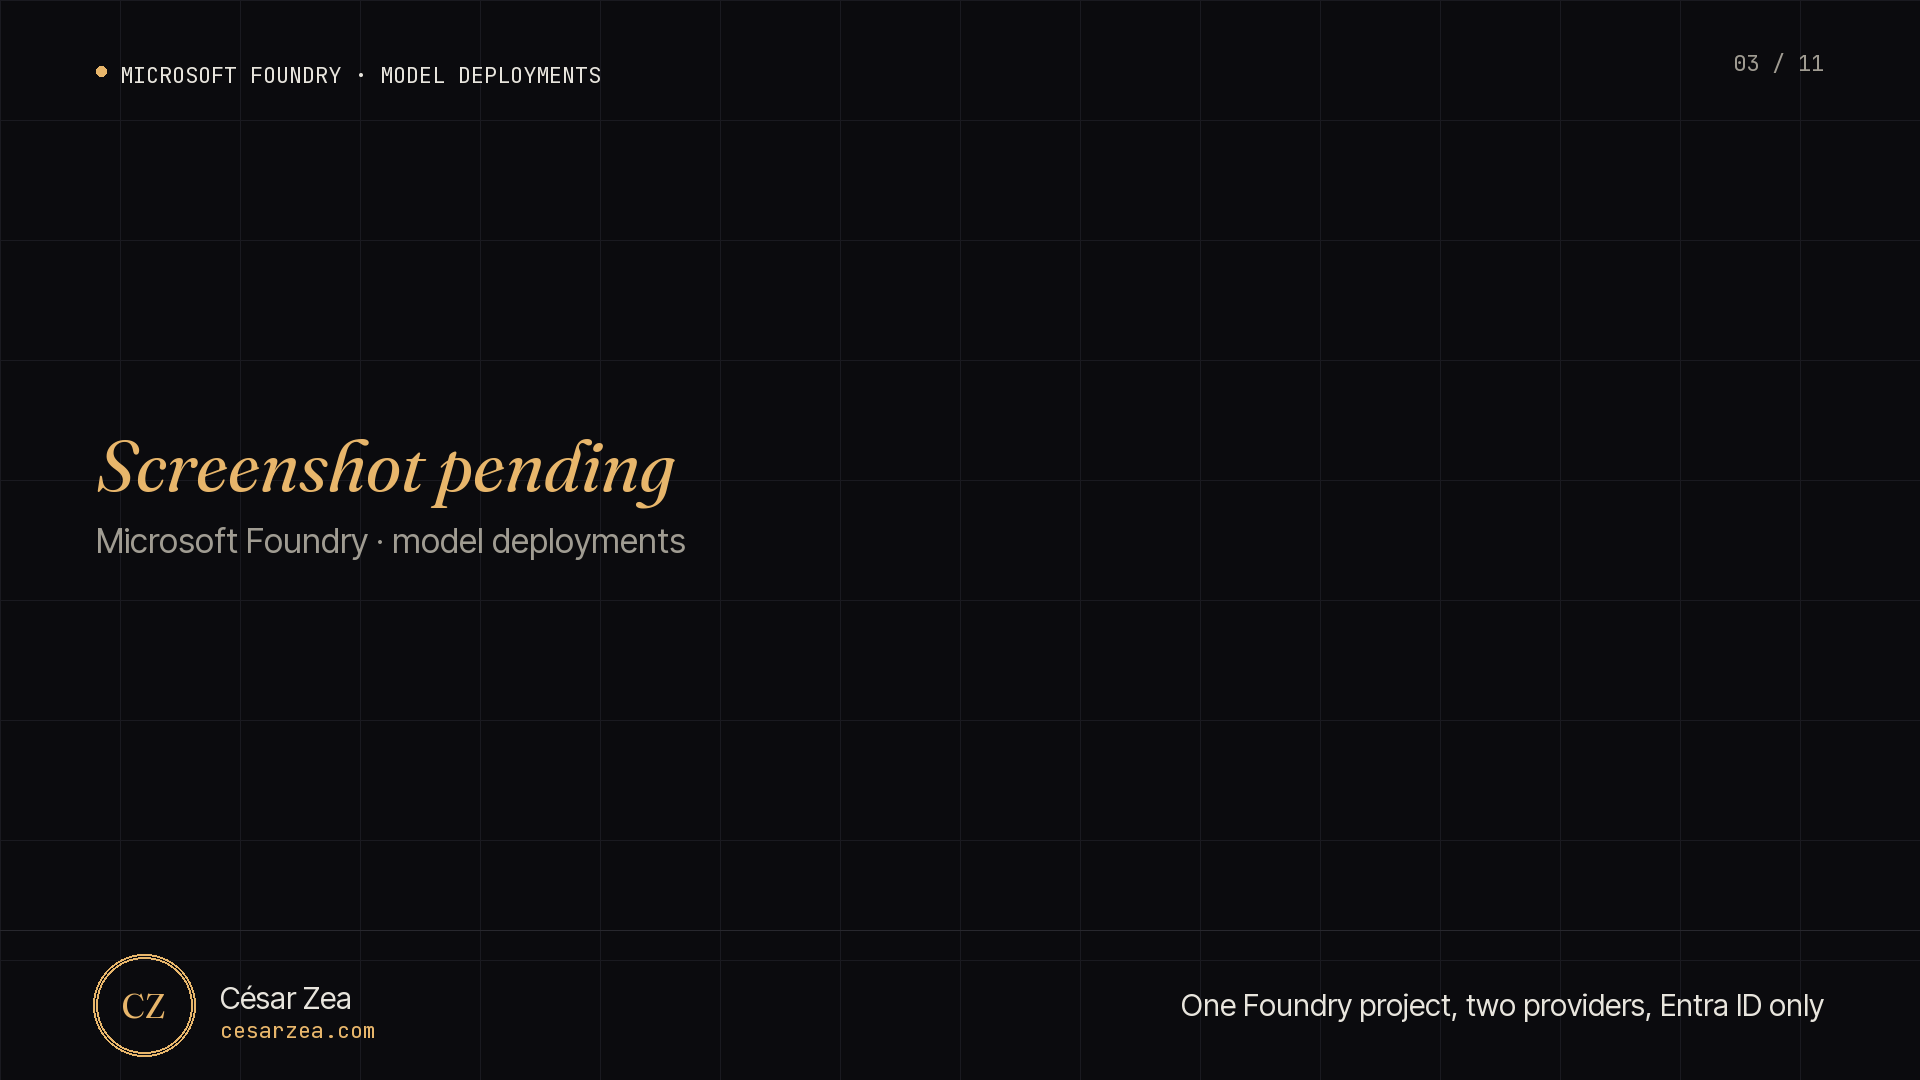 MICROSOFT FOUNDRY · MODEL DEPLOYMENTS
03 / 11
Screenshot pending
Microsoft Foundry · model deployments
CZ
César Zea
cesarzea.com
One Foundry project, two providers, Entra ID only